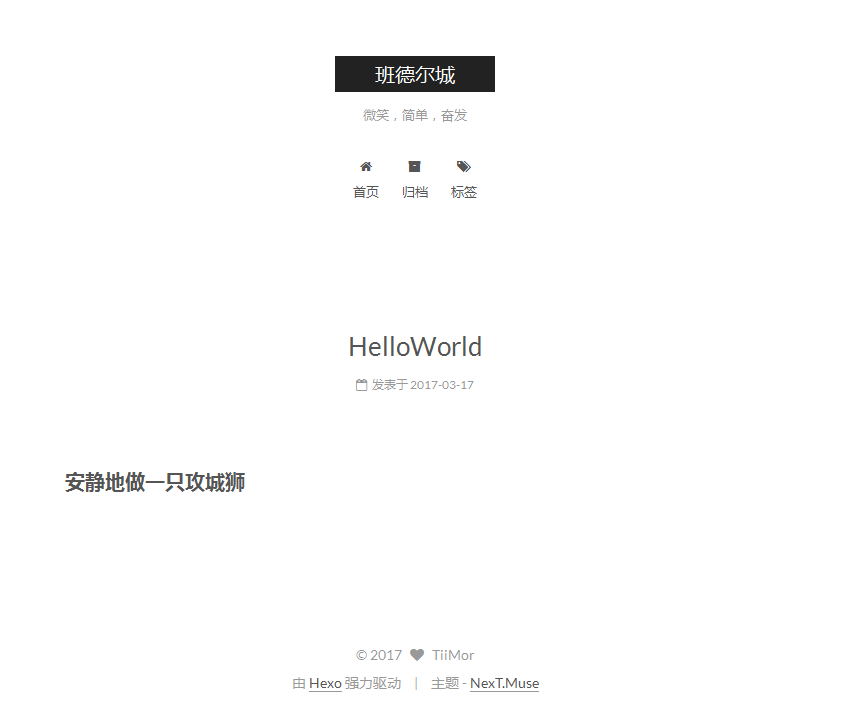 班德尔城
微笑，简单，奋发
首页 归档 标签
HelloWorld
发表于 2017-03-17
安静地做一只攻城狮
© 2017 TiiMor
由 Hexo 强力驱动 | 主题 - NexT.Muse